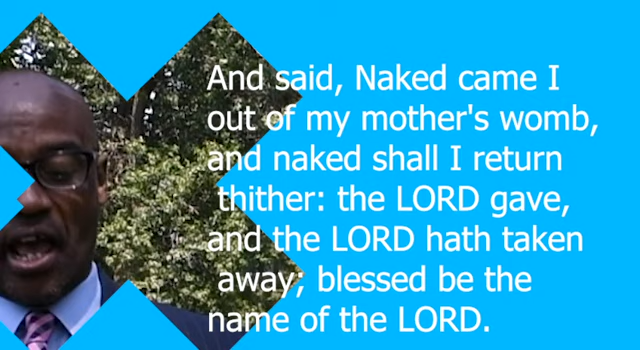 And said, Naked came I
out of my mother's womb,
and naked shall I return
thither: the LORD gave,
and the LORD hath taken
away; blessed be the
name of the LORD.